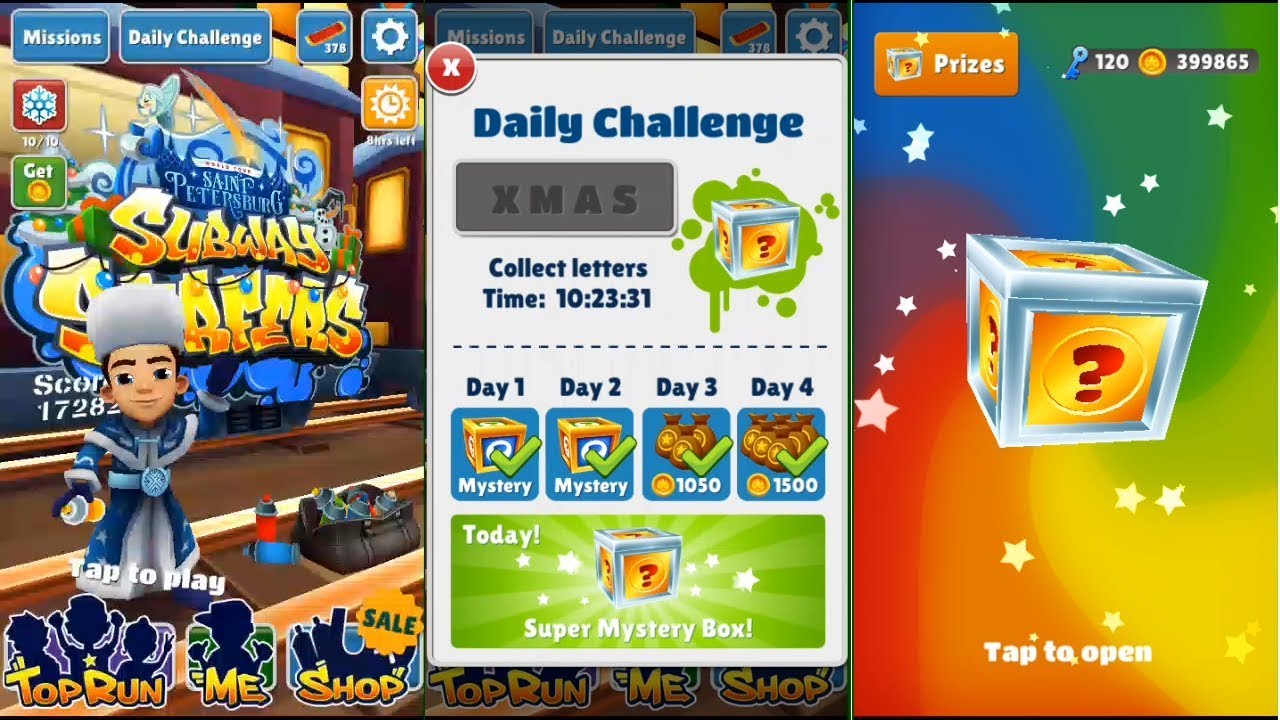 Missions
Daily Challenge
378
10/10
8hrs left
Get
WORLD TOUR
SAINT
PETERSBURG
SUBWAY
SURFERS
Score
17282
Tap to play
TOP RUN
ME
SALE
SHOP
Missions
Daily Challenge
378
X
Daily Challenge
XMAS
Collect letters
Time: 10:23:31
Day 1
Day 2
Day 3
Day 4
Mystery
Mystery
1050
1500
Today!
Super Mystery Box!
TOP RUN
ME
SHOP
Prizes
120
399865
?
?
Tap to open